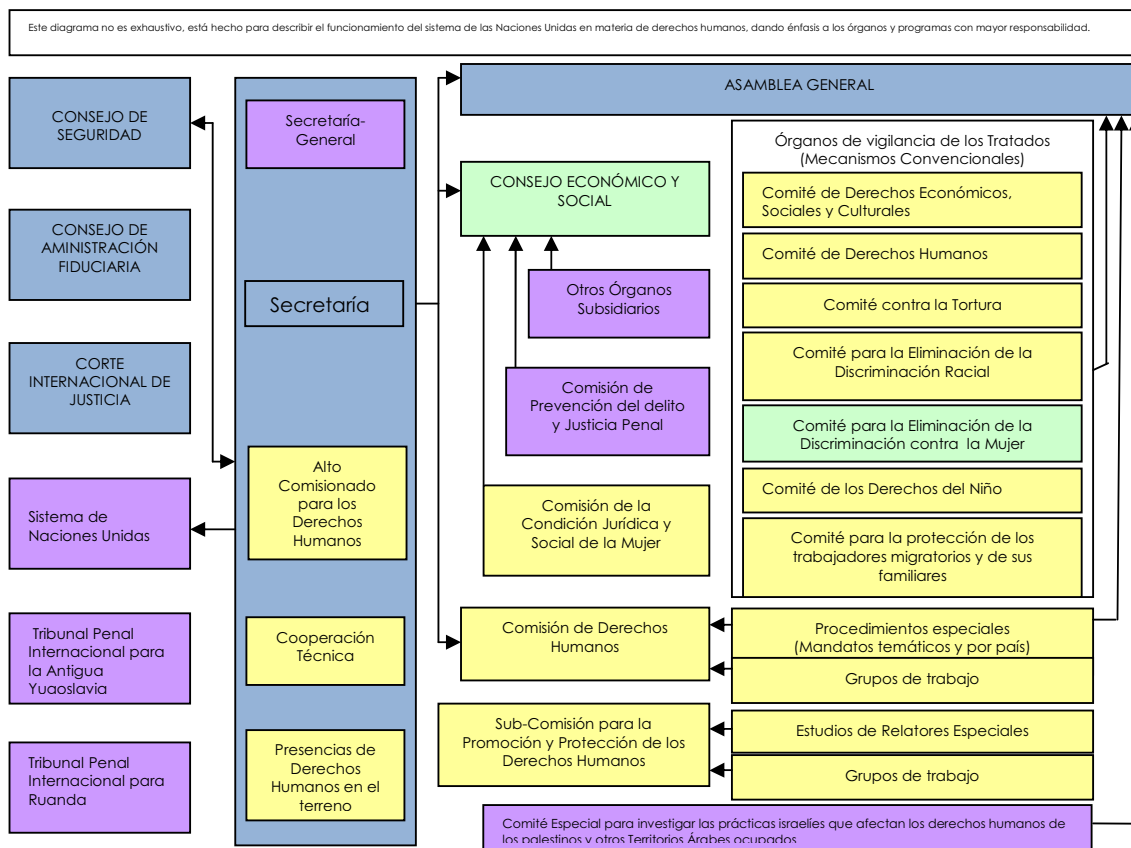 Este diagrama no es exhaustivo, está hecho para describir el funcionamiento del sistema de las Naciones Unidas en materia de derechos humanos, dando énfasis a los órganos y programas con mayor responsabilidad.
CONSEJO DE
SEGURIDAD
CONSEJO DE
AMINISTRACIÓN
FIDUCIARIA
CORTE
INTERNACIONAL DE
JUSTICIA
Sistema de
Naciones Unidas
Tribunal Penal
Internacional para
la Antigua
Yuaoslavia
Tribunal Penal
Internacional para
Ruanda
Secretaría-
General
Secretaría
Alto
Comisionado
para los
Derechos
Humanos
Cooperación
Técnica
Presencias de
Derechos
Humanos en el
terreno
ASAMBLEA GENERAL
CONSEJO ECONÓMICO Y
SOCIAL
Otros Órganos
Subsidiarios
Comisión de
Prevención del delito
y Justicia Penal
Comisión de la
Condición Jurídica y
Social de la Mujer
Comisión de Derechos
Humanos
Sub-Comisión para la
Promoción y Protección de los
Derechos Humanos
Órganos de vigilancia de los Tratados
(Mecanismos Convencionales)
Comité de Derechos Económicos,
Sociales y Culturales
Comité de Derechos Humanos
Comité contra la Tortura
Comité para la Eliminación de la
Discriminación Racial
Comité para la Eliminación de la
Discriminación contra la Mujer
Comité de los Derechos del Niño
Comité para la protección de los
trabajadores migratorios y de sus
familiares
Procedimientos especiales
(Mandatos temáticos y por país)
Grupos de trabajo
Estudios de Relatores Especiales
Grupos de trabajo
Comité Especial para investigar las prácticas israelíes que afectan los derechos humanos de
los palestinos y otros Territorios Árabes ocupados